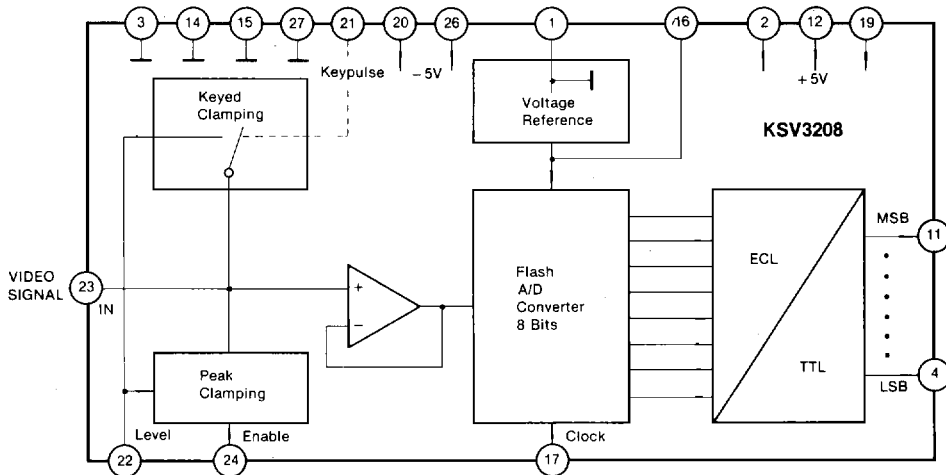 3 14 15 27 21 20 26 1 16 2 12 19
Keypulse
-5V
+5V
Keyed
Clamping
Voltage
Reference
KSV3208
VIDEO
SIGNAL
23
IN
+
-
Flash
A/D
Converter
8 Bits
ECL
TTL
MSB
11
LSB
4
Peak
Clamping
Level
Enable
Clock
22 24 17